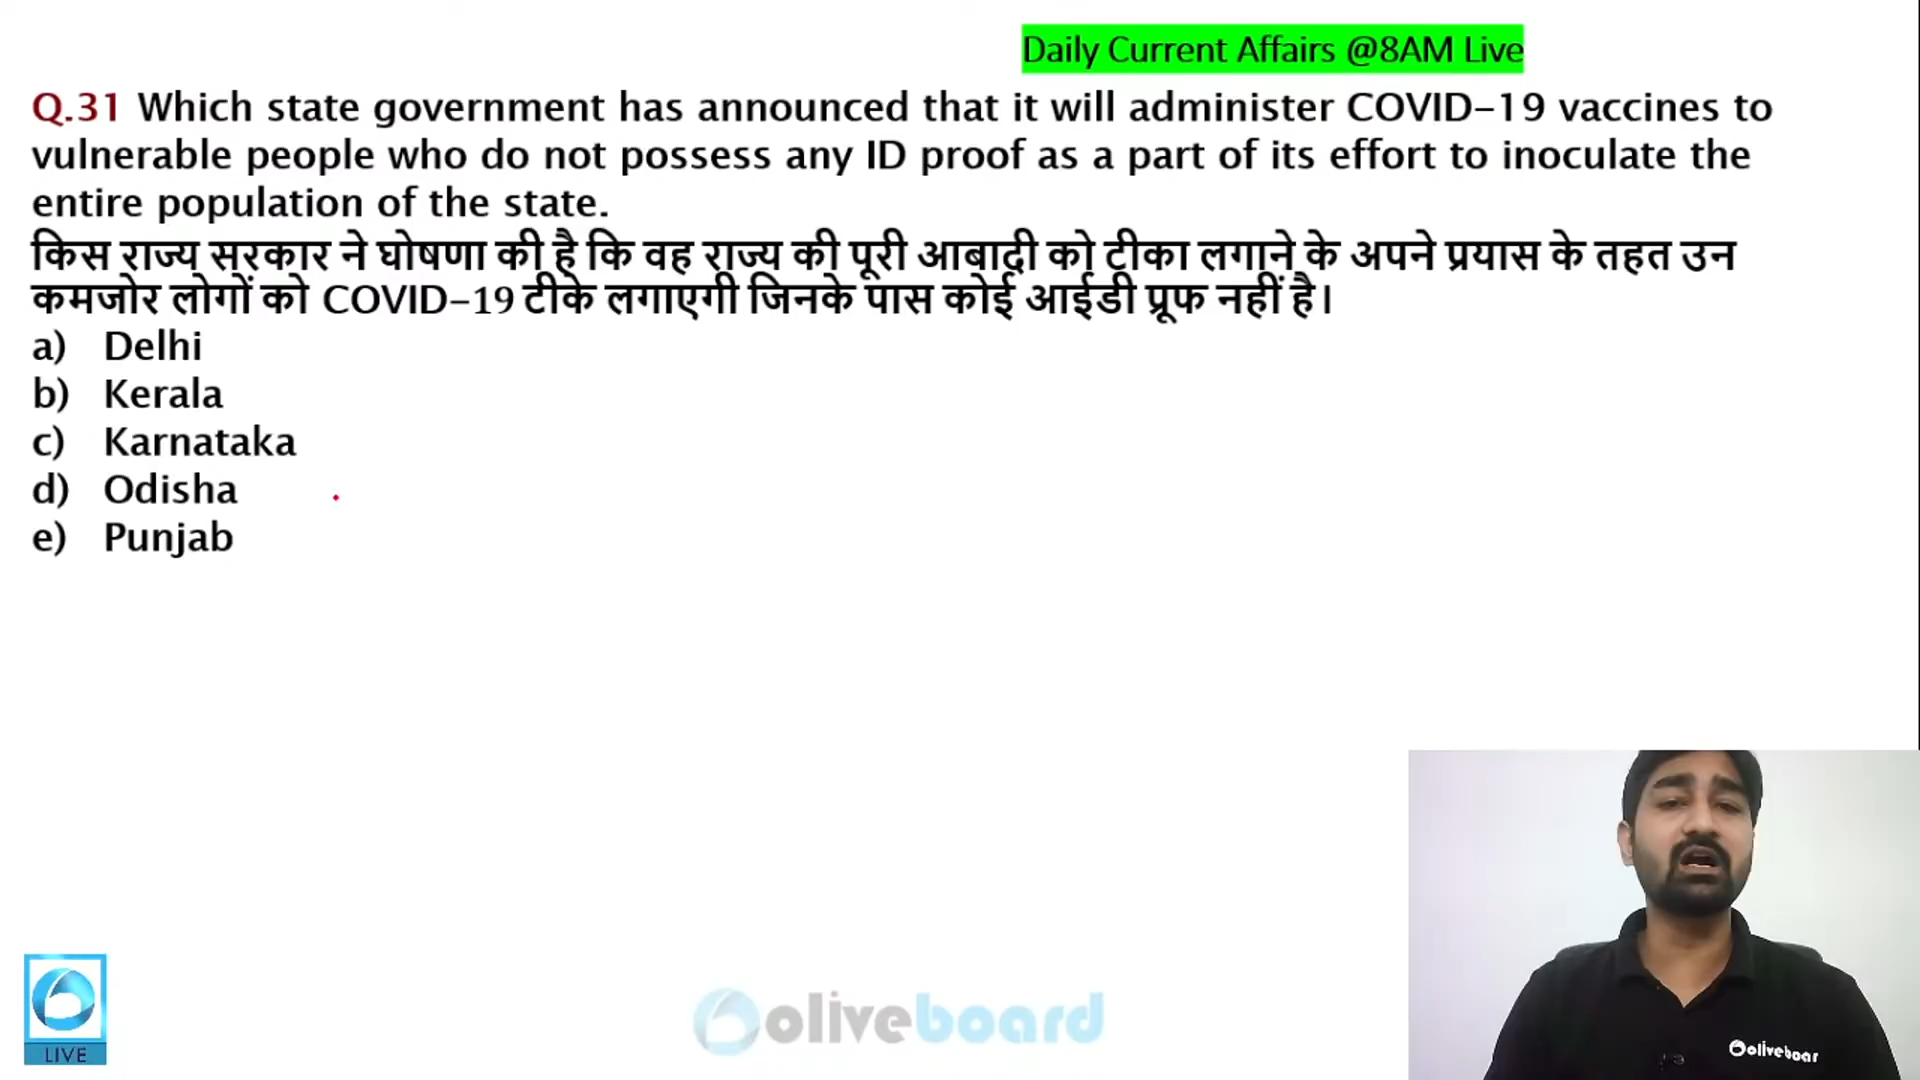 Daily Current Affairs @8AM Live
Q.31 Which state government has announced that it will administer COVID-19 vaccines to
vulnerable people who do not possess any ID proof as a part of its effort to inoculate the
entire population of the state.
किस राज्य सरकार ने घोषणा की है कि वह राज्य की पूरी आबादी को टीका लगाने के अपने प्रयास के तहत उन
कमजोर लोगों को COVID-19 टीके लगाएगी जिनके पास कोई आईडी प्रूफ नहीं है।
a) Delhi
b) Kerala
c) Karnataka
d) Odisha
e) Punjab
LIVE
oliveboard
oliveboar